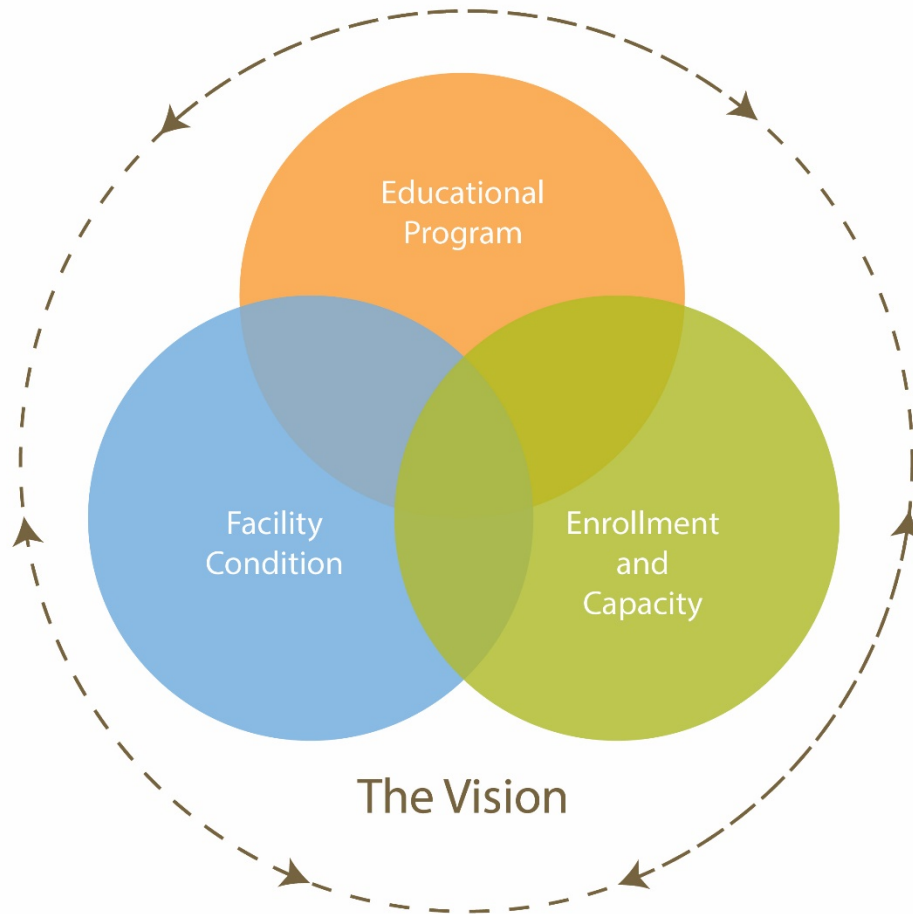 Educational
Program
Facility
Condition
Enrollment
and
Capacity
The Vision